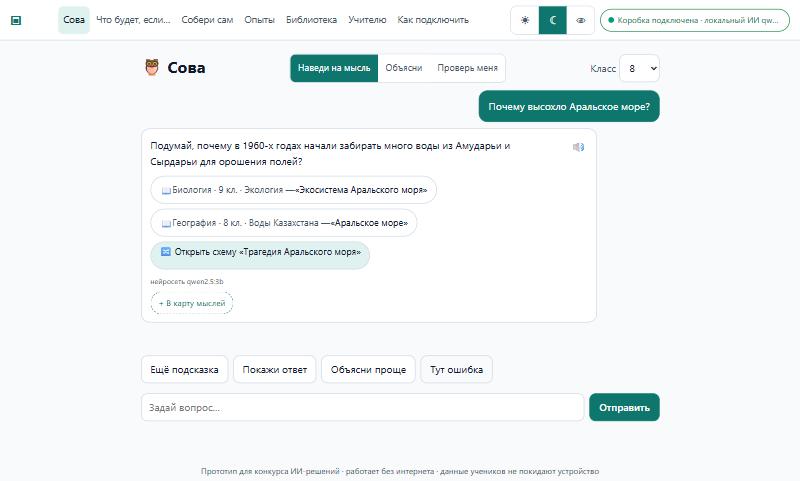 Сова Что будет, если... Собери сам Опыты Библиотека Учителю Как подключить Коробка подключена · локальный ИИ qw...
Сова Наведи на мысль Объясни Проверь меня Класс 8
Почему высохло Аральское море?
Подумай, почему в 1960-х годах начали забирать много воды из Амударьи и
Сырдарьи для орошения полей?
Биология · 9 кл. · Экология —«Экосистема Аральского моря»
География · 8 кл. · Воды Казахстана —«Аральское море»
Открыть схему «Трагедия Аральского моря»
нейросеть qwen2.5:3b
+ В карту мыслей
Ещё подсказка Покажи ответ Объясни проще Тут ошибка
Задай вопрос... Отправить
Прототип для конкурса ИИ-решений · работает без интернета · данные учеников не покидают устройство